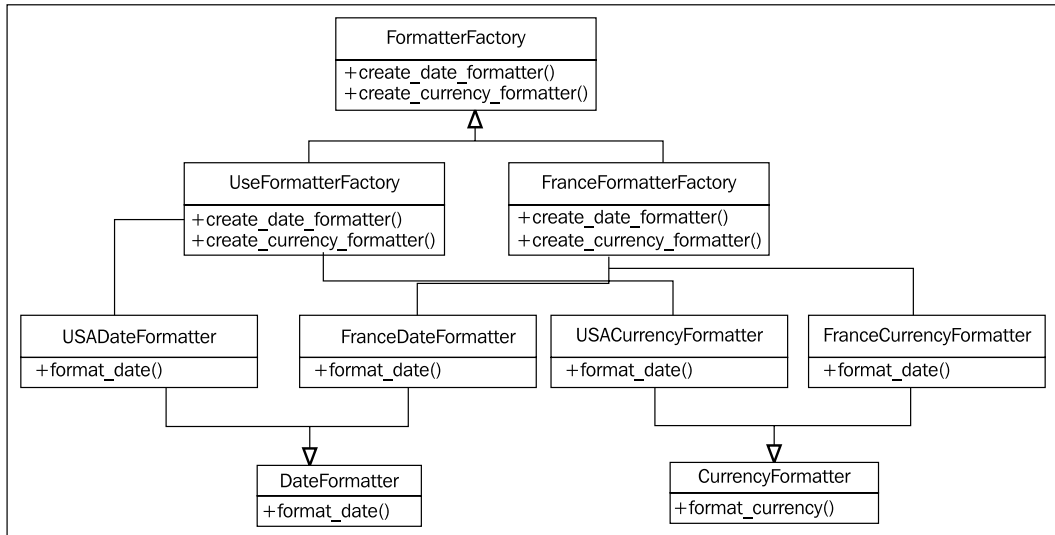 FormatterFactory
+create_date_formatter()
+create_currency_formatter()
UseFormatterFactory
+create_date_formatter()
+create_currency_formatter()
FranceFormatterFactory
+create_date_formatter()
+create_currency_formatter()
USADateFormatter
+format_date()
FranceDateFormatter
+format_date()
USACurrencyFormatter
+format_date()
FranceCurrencyFormatter
+format_date()
DateFormatter
+format_date()
CurrencyFormatter
+format_currency()